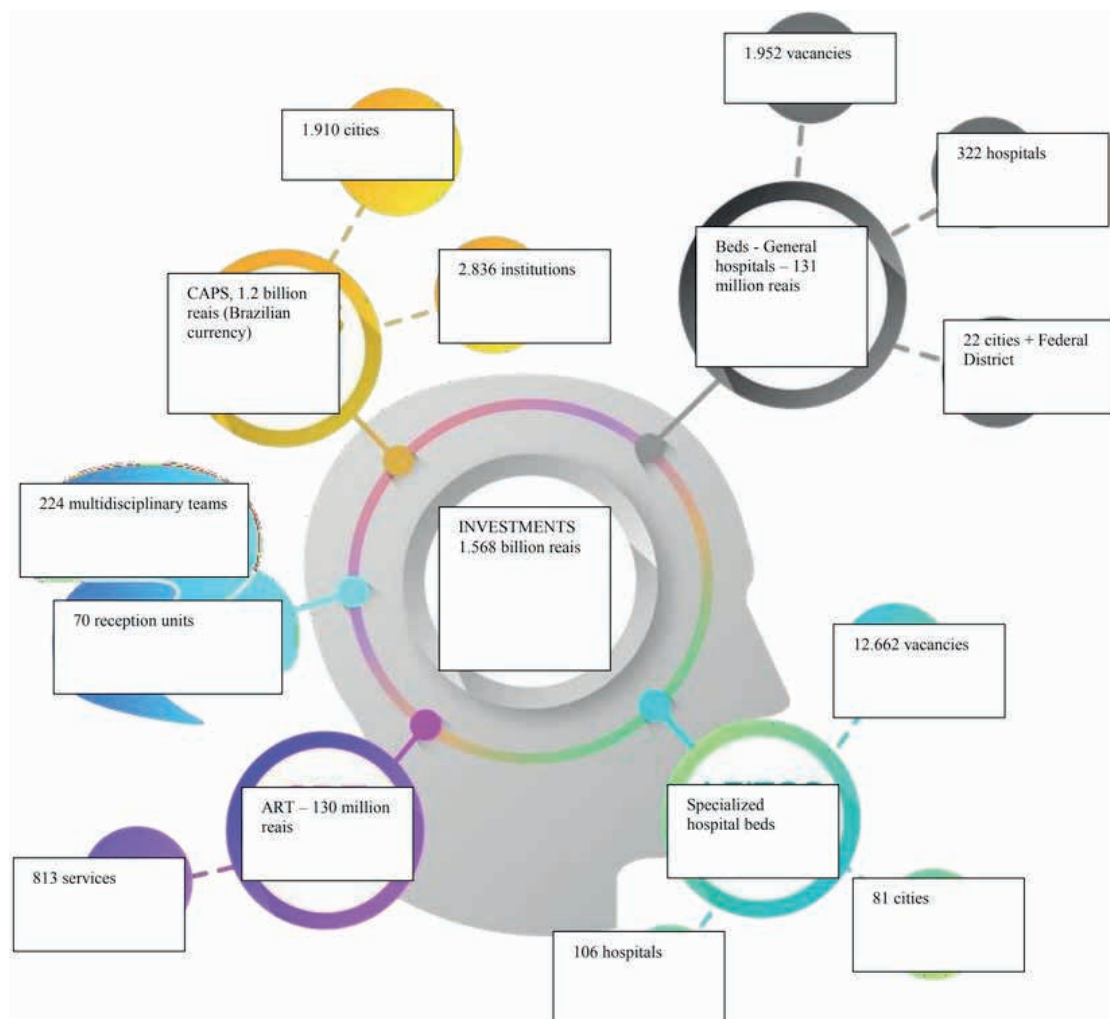 1.952 vacancies
1.910 cities
322 hospitals
Beds - General
hospitals – 131
million reais
2.836 institutions
CAPS, 1.2 billion
reais (Brazilian
currency)
22 cities + Federal
District
224 multidisciplinary teams
INVESTMENTS
1.568 billion reais
70 reception units
12.662 vacancies
ART – 130 million
reais
Specialized
hospital beds
813 services
81 cities
106 hospitals